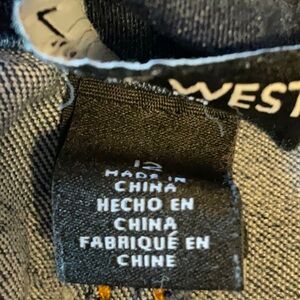 WEST
12
MADE IN
CHINA
HECHO EN
CHINA
FABRIQUÉ EN
CHINE